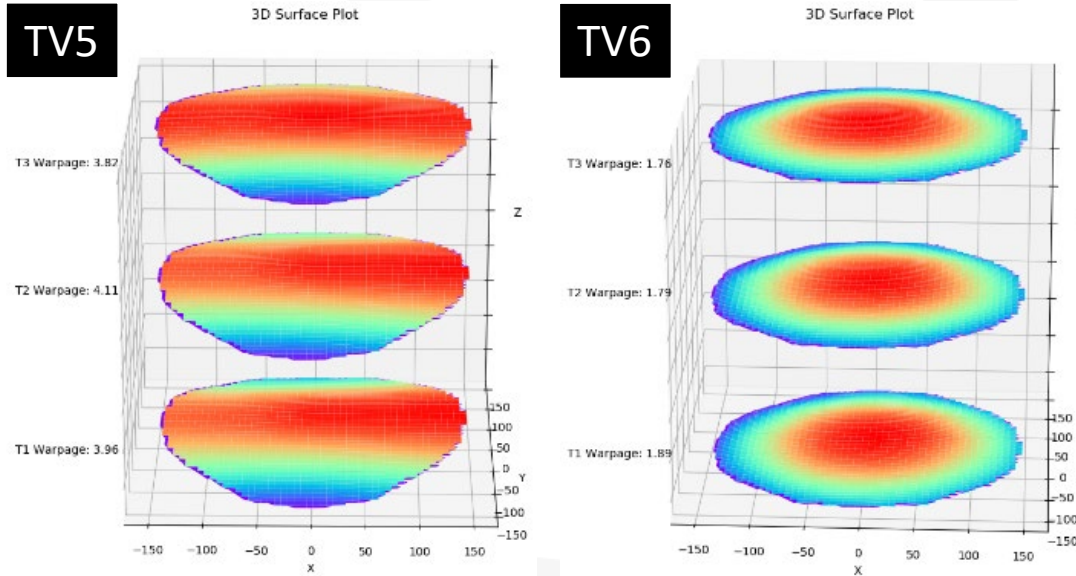 3D Surface Plot
TV5
T3 Warpage: 3.82
Z
T2 Warpage: 4.11
T1 Warpage: 3.96
150
100
50
0
Y
−50
−100
−150
−150 −100 −50 0 50 100 150
X
3D Surface Plot
TV6
T3 Warpage: 1.76
T2 Warpage: 1.79
T1 Warpage: 1.89
150
100
50
0
−50
−100
−150
−150 −100 −50 0 50 100 150
X